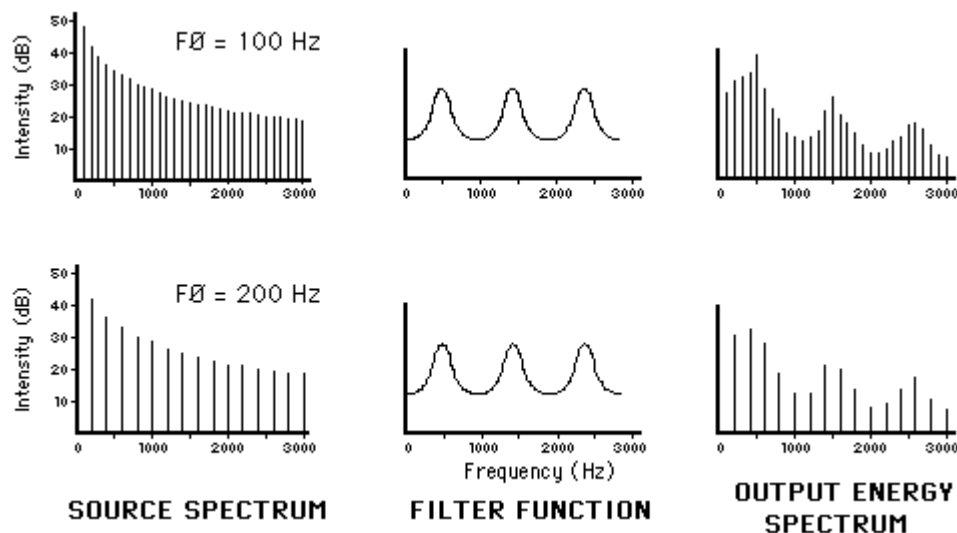 Intensity (dB)
50
40
30
20
10
FØ = 100 Hz
0 1000 2000 3000
0 1000 2000 3000
0 1000 2000 3000
Intensity (dB)
50
40
30
20
10
FØ = 200 Hz
0 1000 2000 3000
0 1000 2000 3000
0 1000 2000 3000
Frequency (Hz)
SOURCE SPECTRUM
FILTER FUNCTION
OUTPUT ENERGY
SPECTRUM